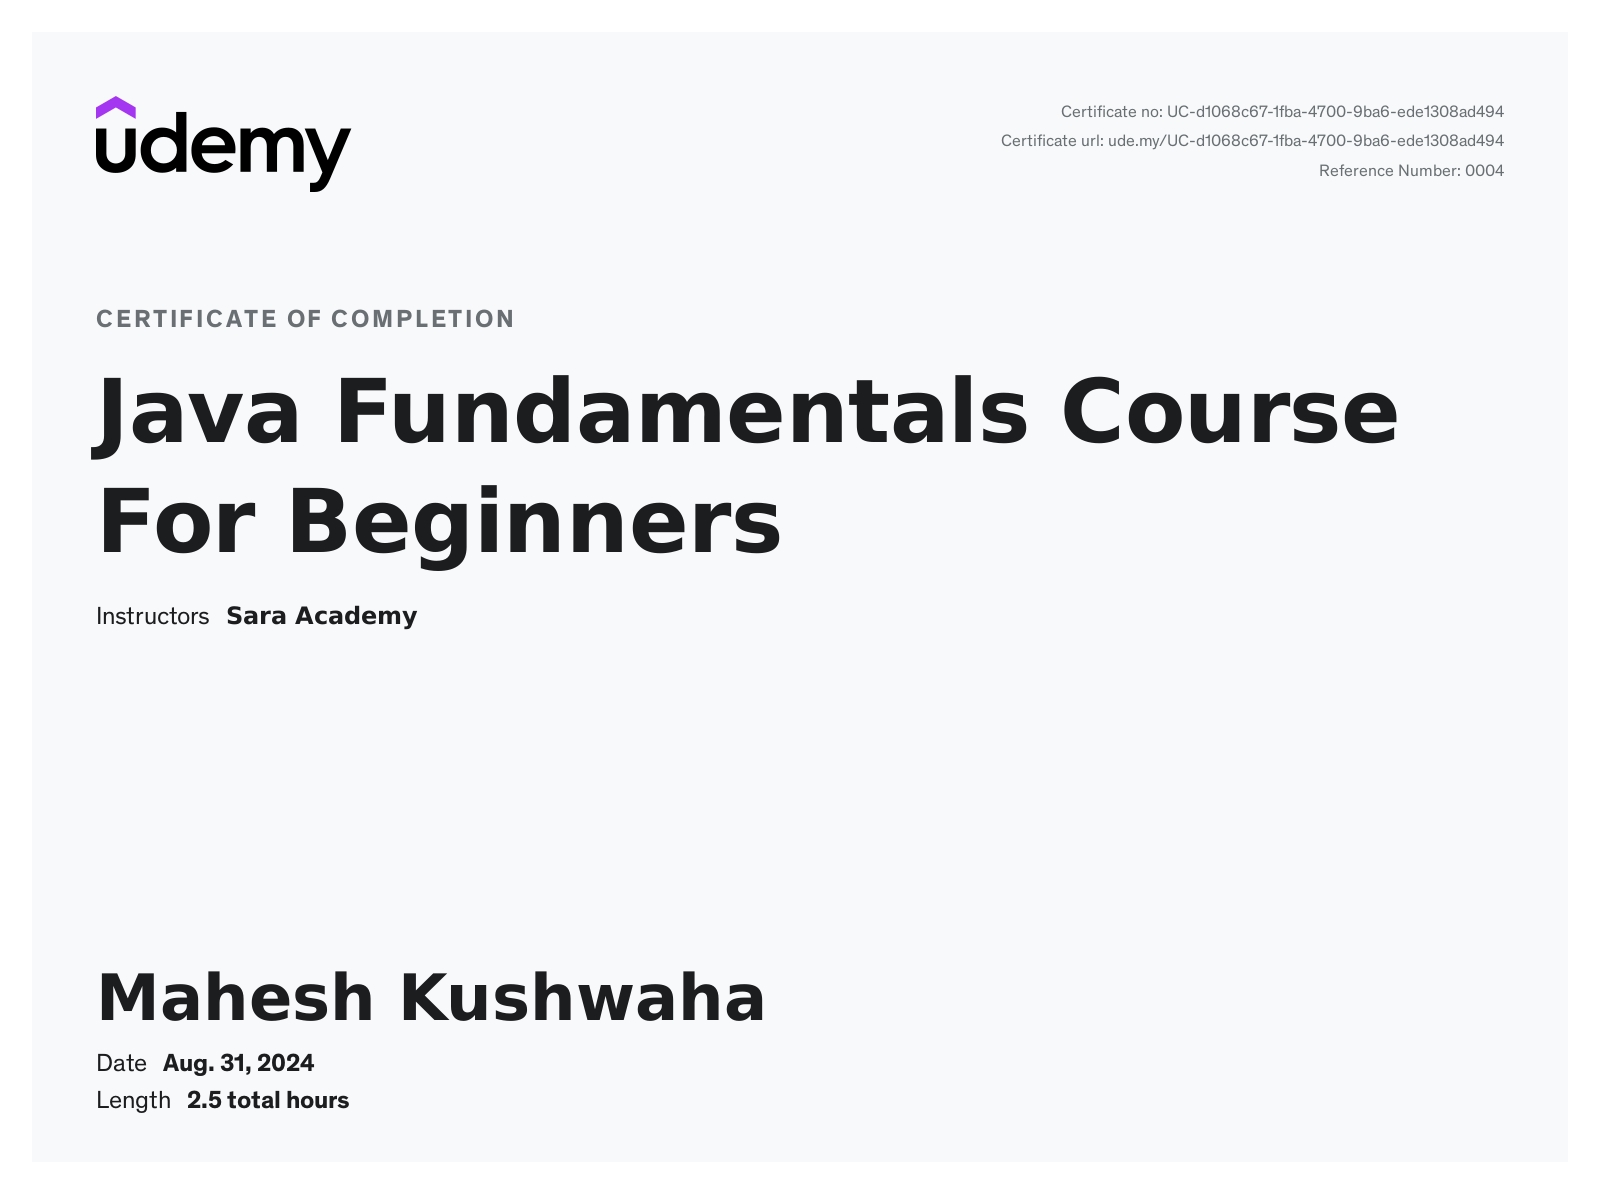 udemy
Certificate no: UC-d1068c67-1fba-4700-9ba6-ede1308ad494
Certificate url: ude.my/UC-d1068c67-1fba-4700-9ba6-ede1308ad494
Reference Number: 0004
CERTIFICATE OF COMPLETION
Java Fundamentals Course
For Beginners
Instructors Sara Academy
Mahesh Kushwaha
Date Aug. 31, 2024
Length 2.5 total hours